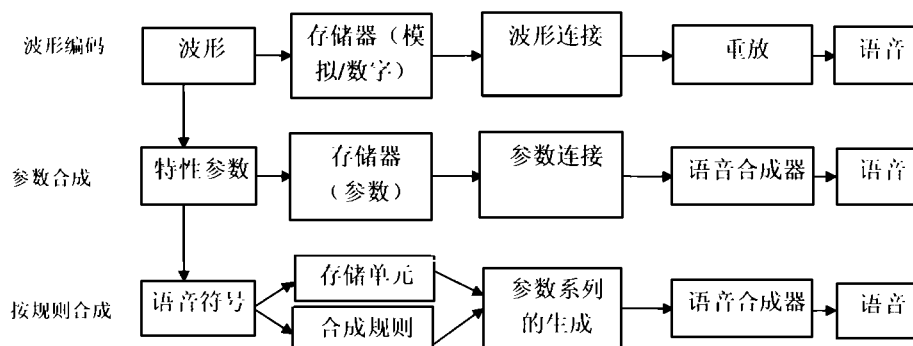 波形编码
波形
存储器（模
拟/数字）
波形连接
重放
语音
参数合成
特性参数
存储器
（参数）
参数连接
语音合成器
语音
按规则合成
语音符号
存储单元
合成规则
参数系列
的生成
语音合成器
语音